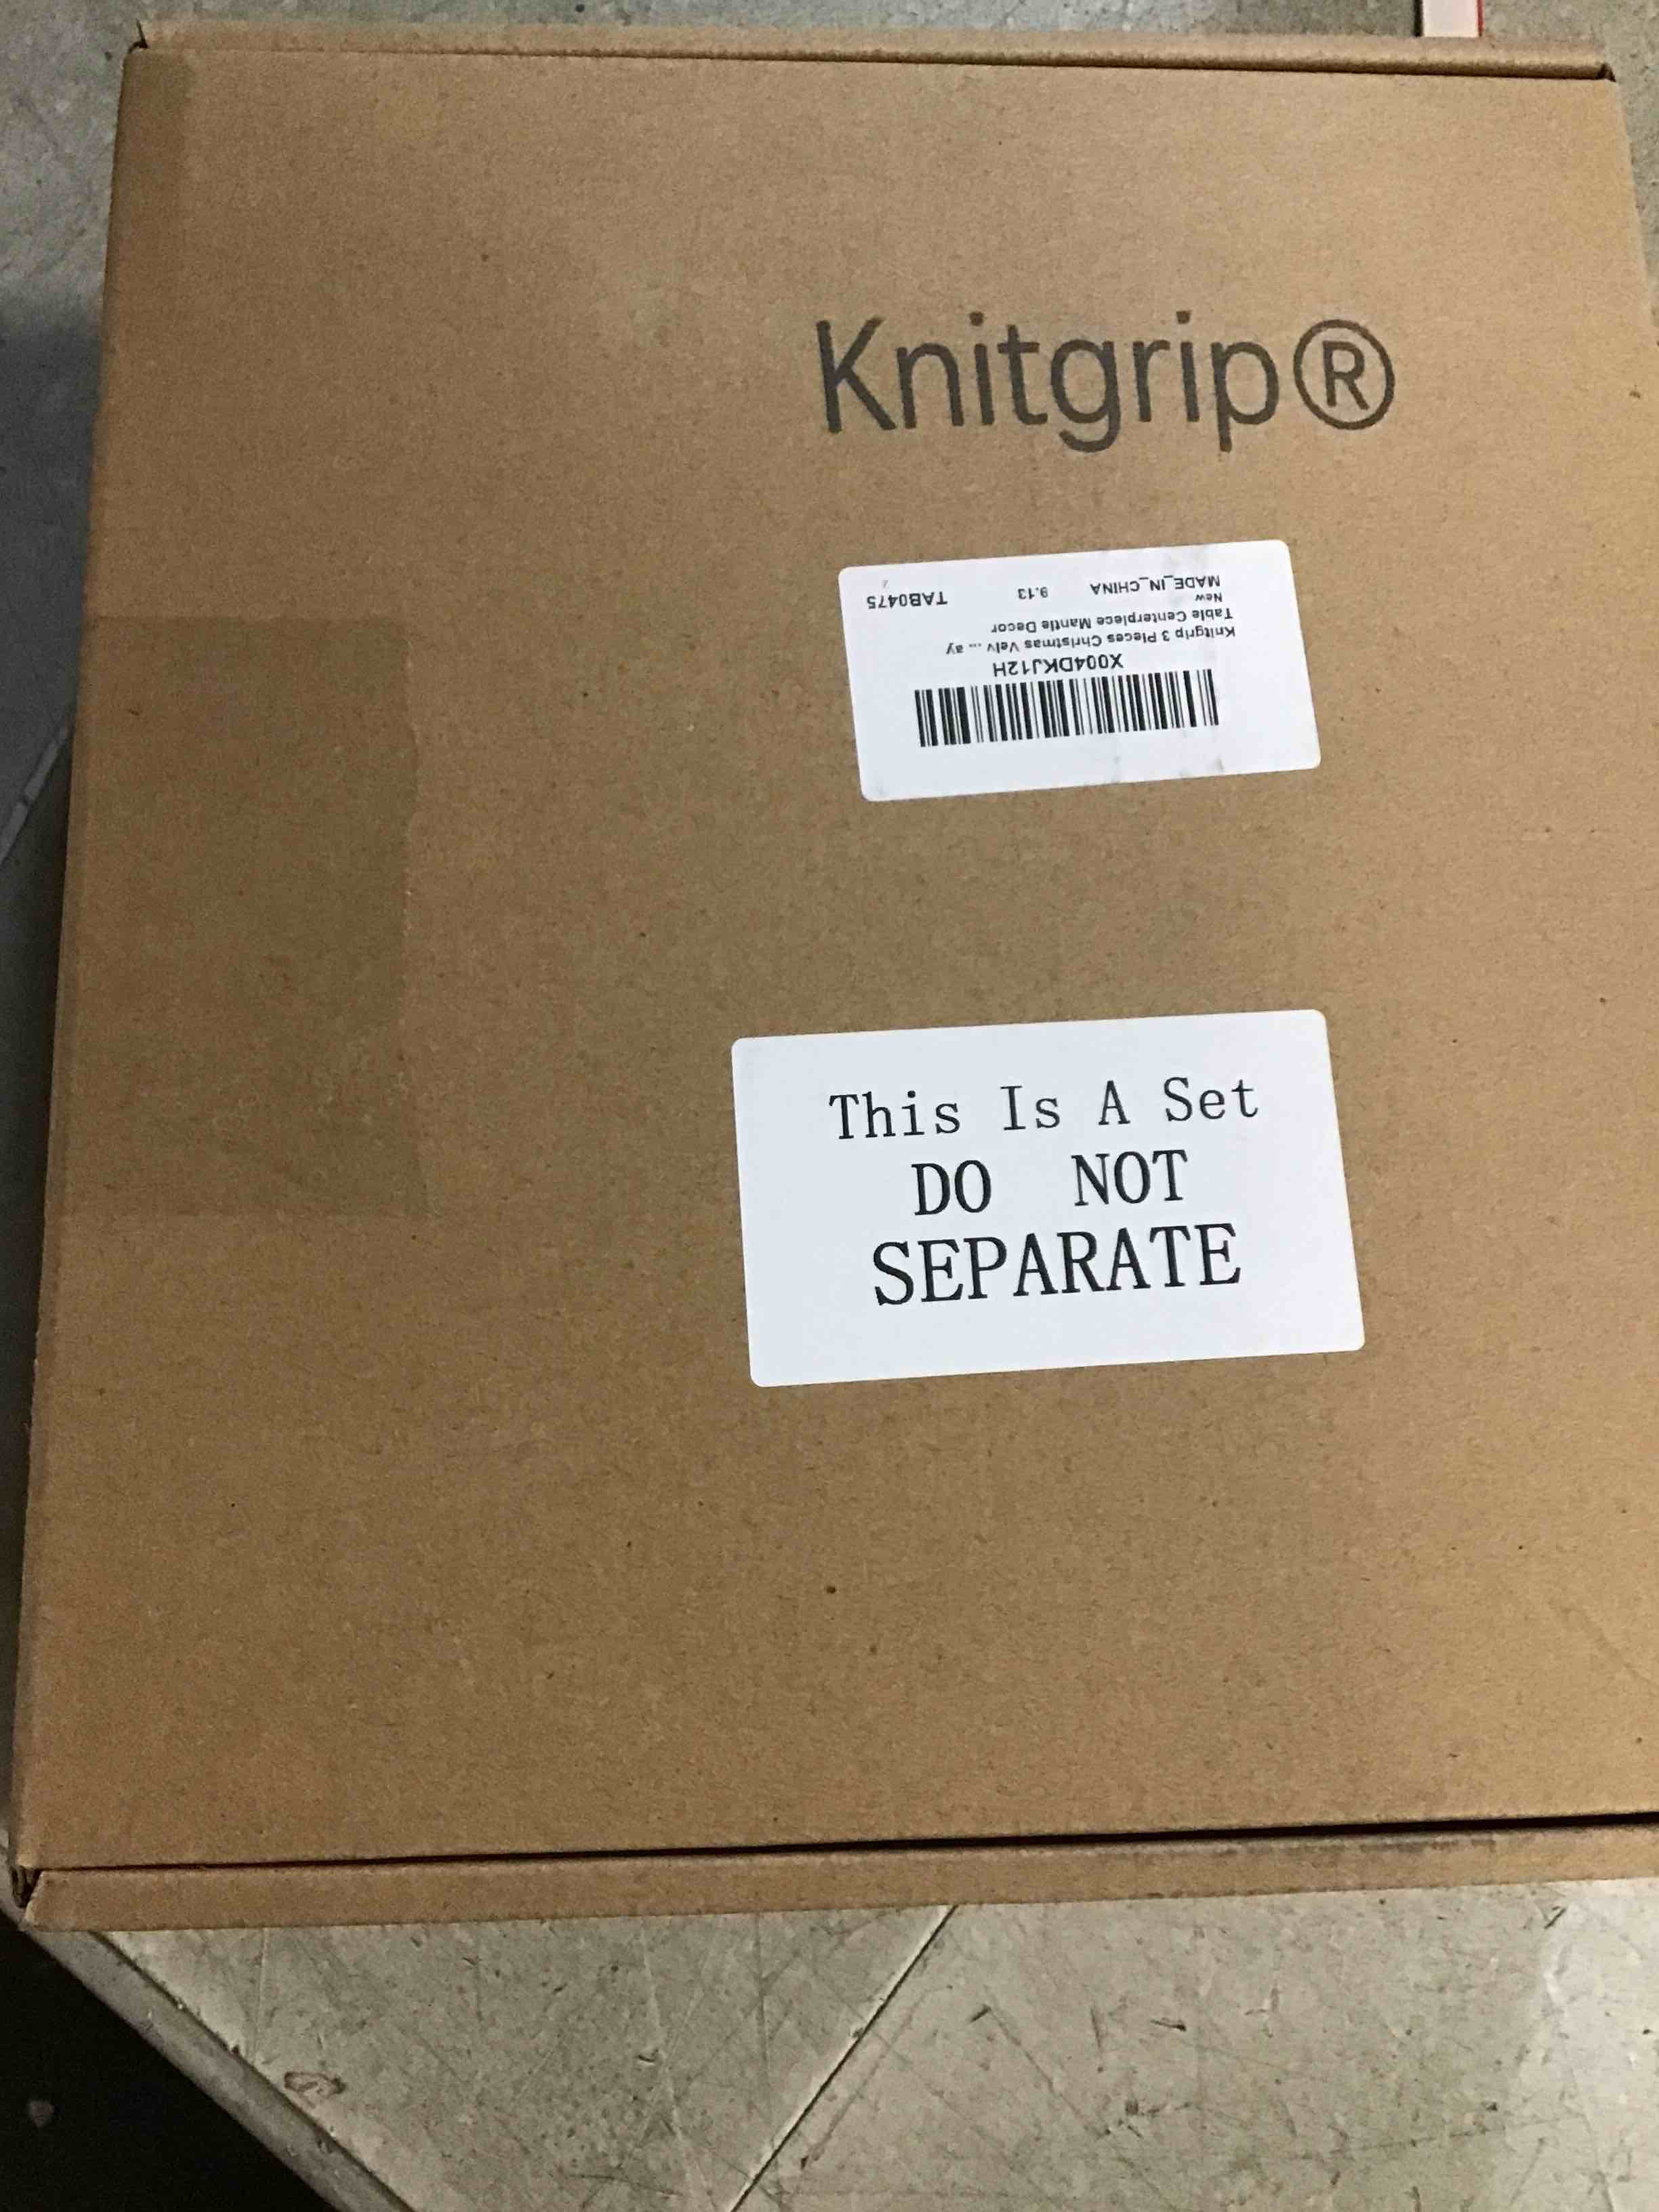 Knitgrip®
X004DKJ12H
Knitgrip 3 Pieces Christmas Velv ... ay
Table Centerpiece Mantle Decor
New
MADE_IN_CHINA 9.13 TAB0475
This Is A Set
DO NOT
SEPARATE